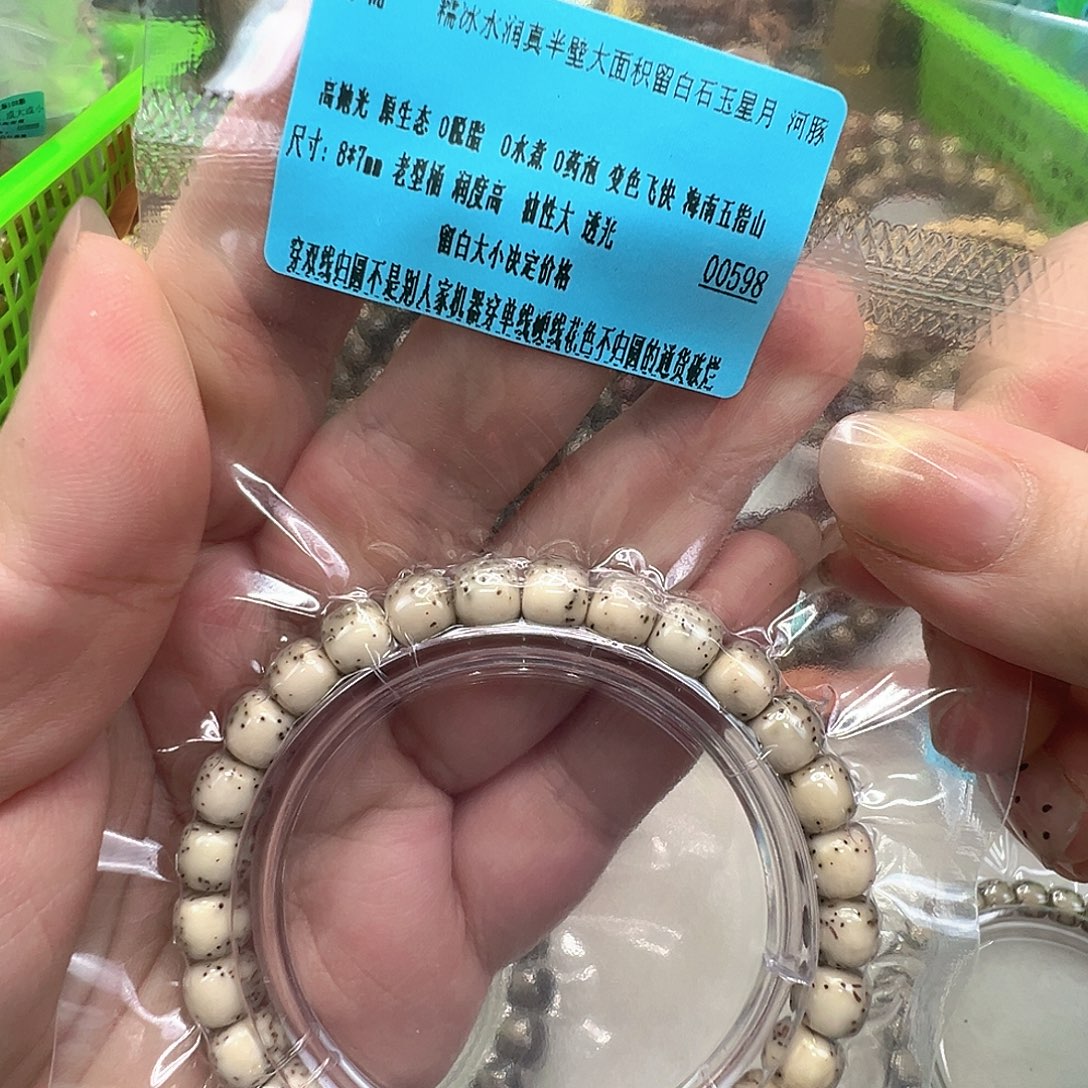 糯冰水润真半壁大面积留白石玉星月 河豚
高抛光 原生态 0脱脂 0水煮 0药泡 变色飞快 海南五指山
尺寸：8*7mm 老型桶 润度高 油性大 透光
留白大小决定价格
00598
穿双线归圆不是别人家机器穿单线硬线花色不归圆的通货破烂